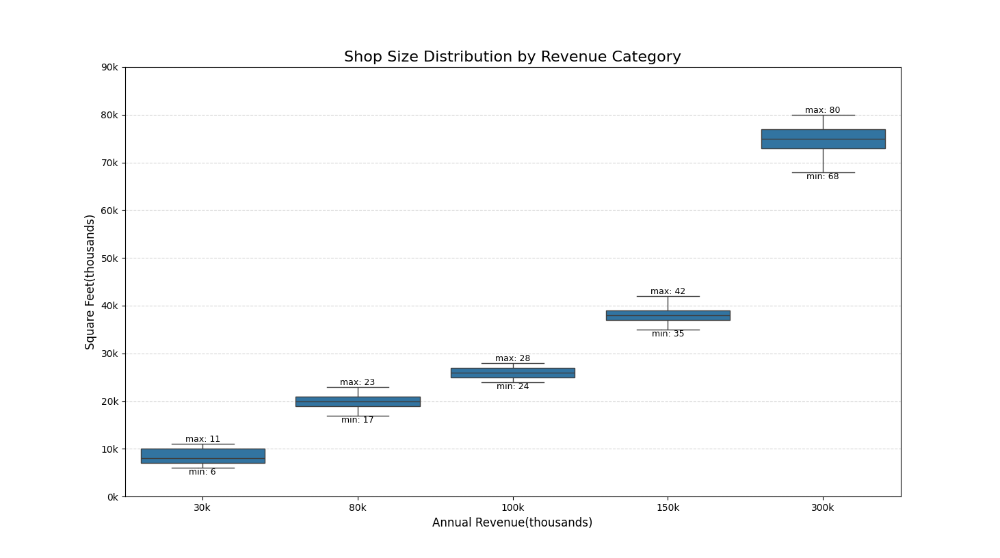 Shop Size Distribution by Revenue Category
90k
80k
70k
60k
50k
40k
30k
20k
10k
0k
Square Feet(thousands)
max: 11
min: 6
max: 23
min: 17
max: 28
min: 24
max: 42
min: 35
max: 80
min: 68
30k 80k 100k 150k 300k
Annual Revenue(thousands)